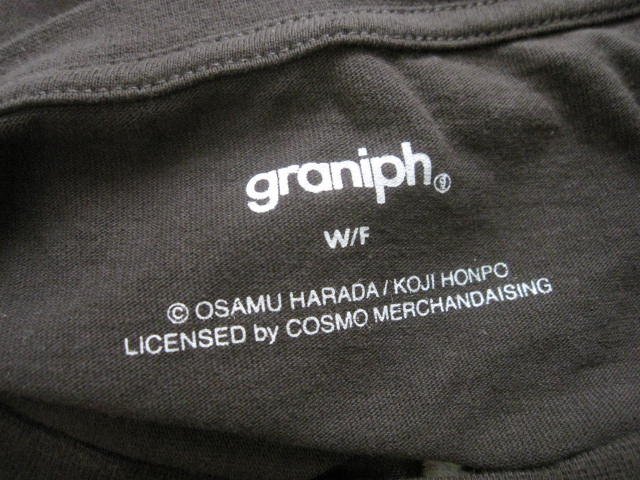 graniph®
W/F
© OSAMU HARADA / KOJI HONPO
LICENSED by COSMO MERCHANDAISING